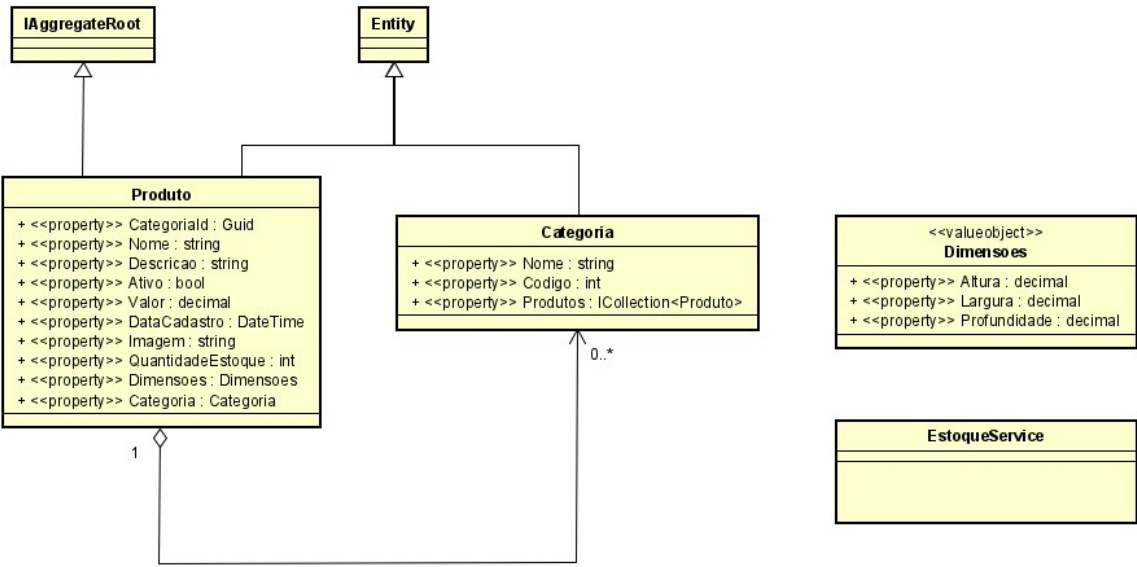 IAggregateRoot
Entity
Produto
+ <<property>> CategoriaId : Guid
+ <<property>> Nome : string
+ <<property>> Descricao : string
+ <<property>> Ativo : bool
+ <<property>> Valor : decimal
+ <<property>> DataCadastro : DateTime
+ <<property>> Imagem : string
+ <<property>> QuantidadeEstoque : int
+ <<property>> Dimensoes : Dimensoes
+ <<property>> Categoria : Categoria
1
Categoria
+ <<property>> Nome : string
+ <<property>> Codigo : int
+ <<property>> Produtos : ICollection<Produto>
0..*
<<valueobject>>
Dimensoes
+ <<property>> Altura : decimal
+ <<property>> Largura : decimal
+ <<property>> Profundidade : decimal
EstoqueService